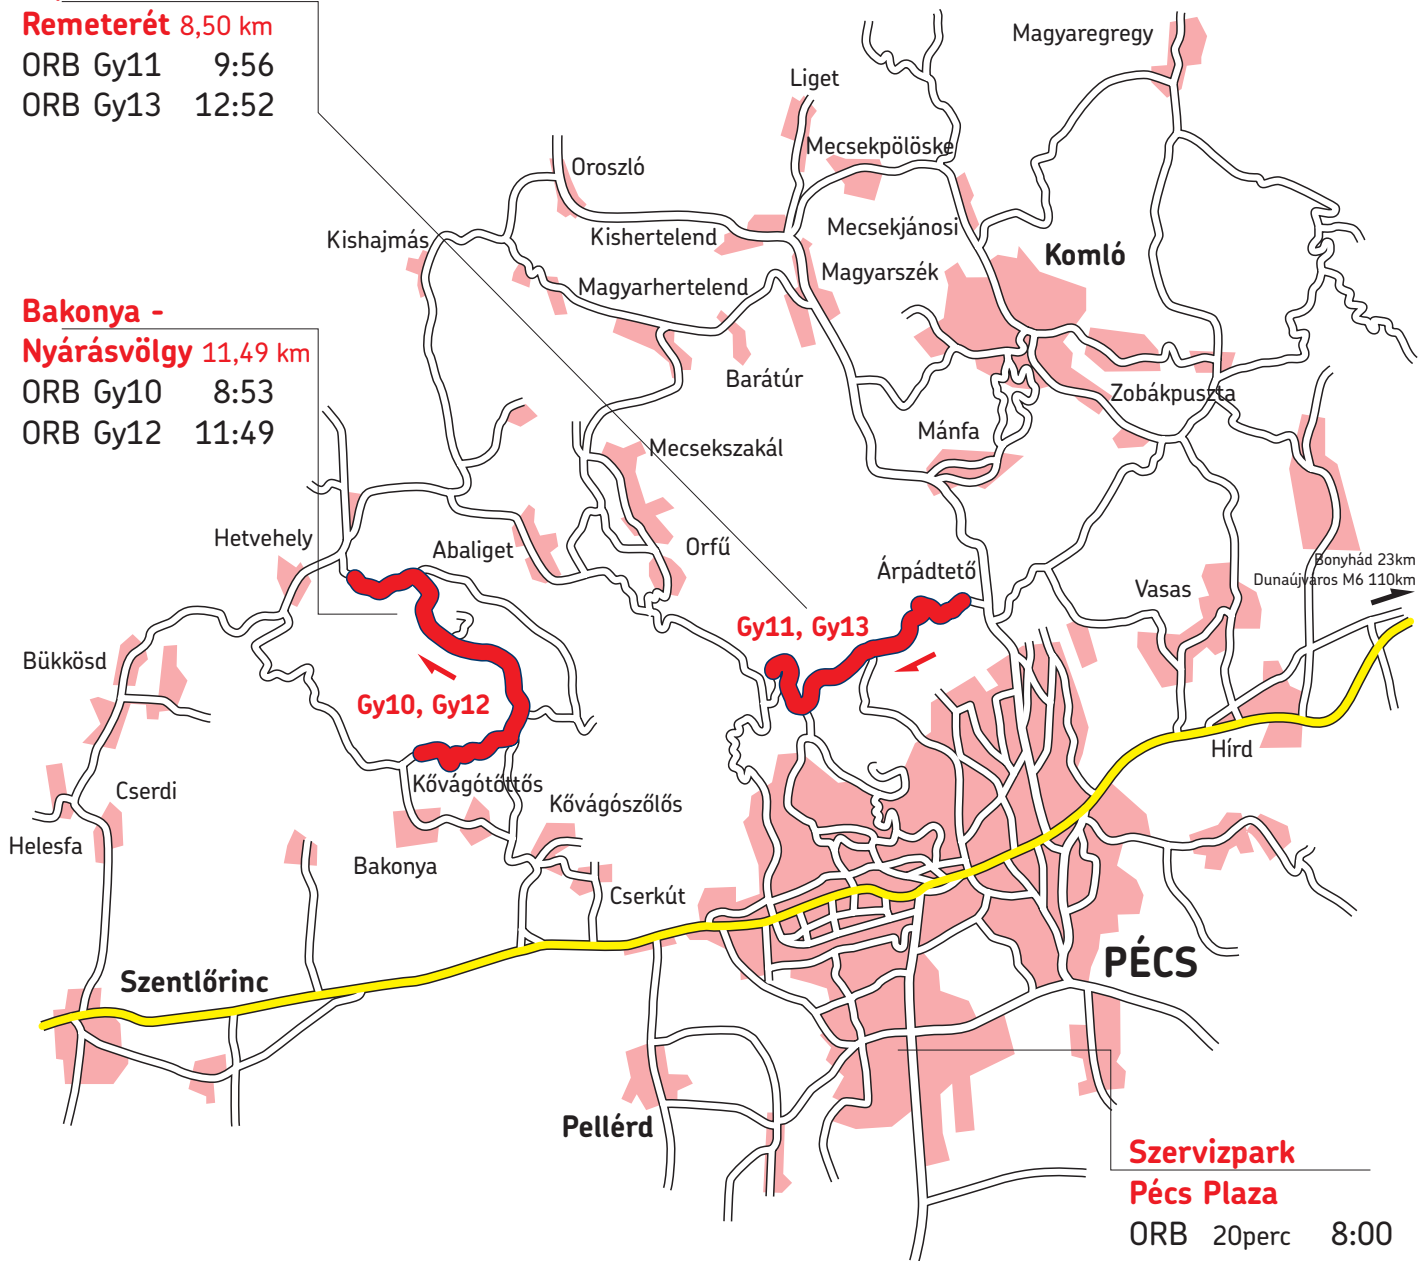 Remeterét 8,50 km
ORB Gy11 9:56
ORB Gy13 12:52
Bakonya -
Nyárásvölgy 11,49 km
ORB Gy10 8:53
ORB Gy12 11:49
Magyaregregy
Liget
Mecsekpölöske
Oroszló
Kishajmás
Kishertelend
Mecsekjánosi
Komló
Magyarszék
Magyarhertelend
Barátúr
Zobákpuszta
Mánfa
Mecsekszakál
Hetvehely
Abaliget
Orfű
Árpádtető
Bonyhád 23km
Dunaújváros M6 110km
Vasas
Gy11, Gy13
Bükkösd
Gy10, Gy12
Hírd
Kővágótőttős
Cserdi
Kővágószőlős
Helesfa
Bakonya
Cserkút
PÉCS
Szentlőrinc
Pellérd
Szervizpark
Pécs Plaza
ORB 20perc 8:00